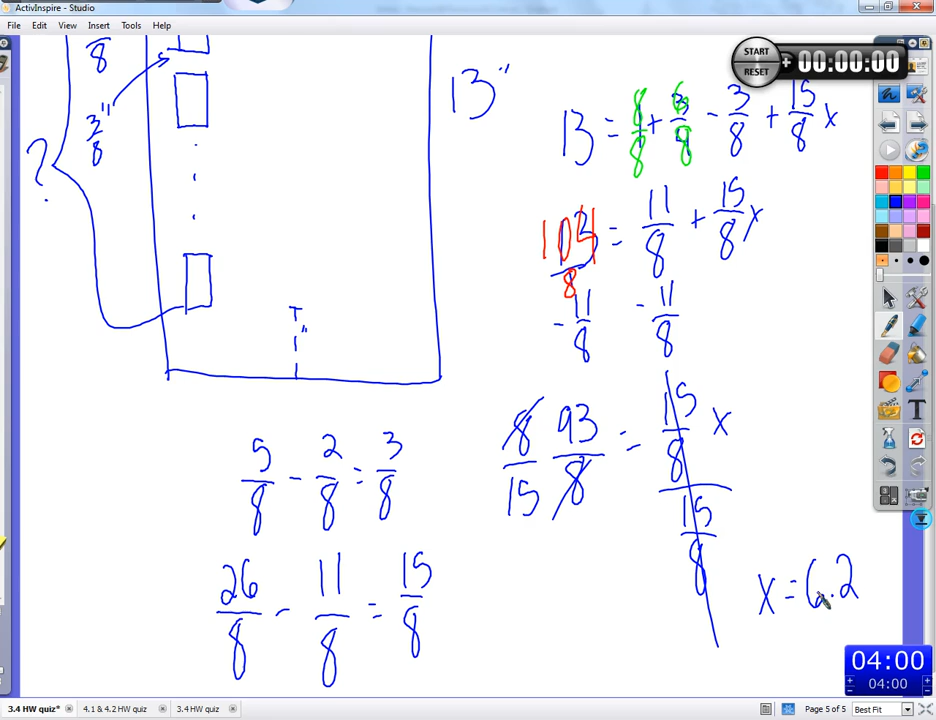 ActivInspire - Studio
File Edit View Insert Tools Help
START
RESET
+ 00:00:00
8
3"
8
?
13"
13 = 8/8 + 6/8 - 3/8 + 15/8 x
104/8 = 11/8 + 15/8 x
- 11/8 - 11/8
8/15 93/8 = 15/8 x
15/8
x = 6.2
1"
5/8 - 2/8 = 3/8
26/8 - 11/8 = 15/8
04:00
04:00
3.4 HW quiz* 4.1 & 4.2 HW quiz 3.4 HW quiz
Page 5 of 5
Best Fit